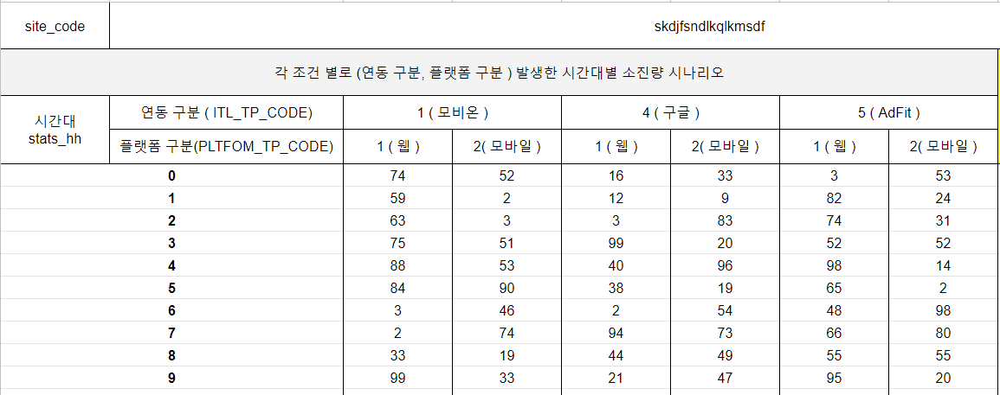 site_code skdjfsndlkqlkmsdf
각 조건 별로 (연동 구분, 플랫폼 구분 ) 발생한 시간대별 소진량 시나리오
시간대
stats_hh
연동 구분 ( ITL_TP_CODE) 1 ( 모비온 ) 4 ( 구글 ) 5 ( AdFit )
플랫폼 구분(PLTFOM_TP_CODE) 1 ( 웹 ) 2( 모바일 ) 1 ( 웹 ) 2( 모바일 ) 1 ( 웹 ) 2( 모바일 )
0 74 52 16 33 3 53
1 59 2 12 9 82 24
2 63 3 3 83 74 31
3 75 51 99 20 52 52
4 88 53 40 96 98 14
5 84 90 38 19 65 2
6 3 46 2 54 48 98
7 2 74 94 73 66 80
8 33 19 44 49 55 55
9 99 33 21 47 95 20